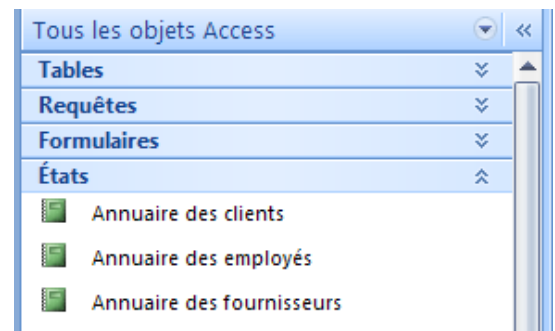 Tous les objets Access
Tables
Requêtes
Formulaires
États
Annuaire des clients
Annuaire des employés
Annuaire des fournisseurs